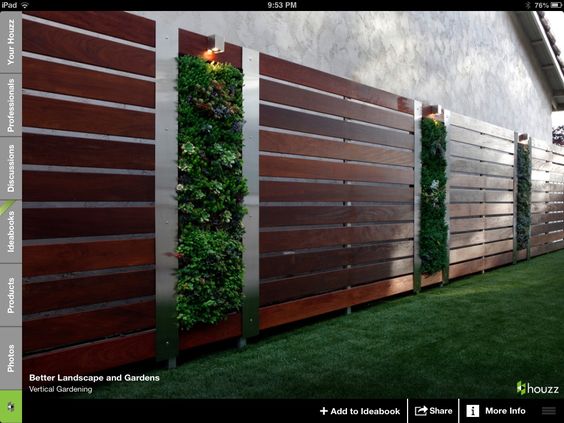 iPad
9:53 PM
76%
Your Houzz
Professionals
Discussions
Ideabooks
Products
Photos
Better Landscape and Gardens
Vertical Gardening
houzz
+ Add to Ideabook
Share
i More Info